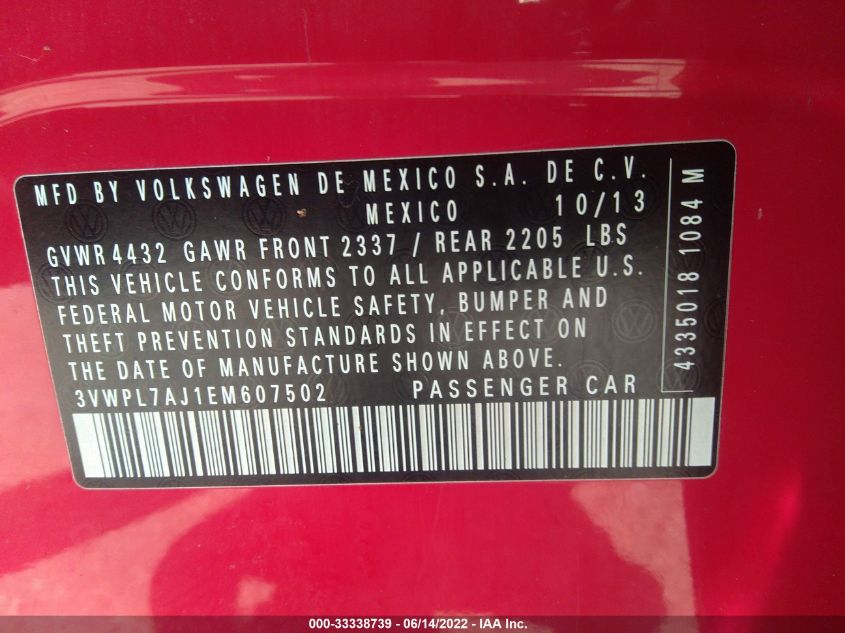 MFD BY VOLKSWAGEN DE MEXICO S.A. DE C.V.
MEXICO 10/13
GVWR 4432 GAWR FRONT 2337 / REAR 2205 LBS
THIS VEHICLE CONFORMS TO ALL APPLICABLE U.S.
FEDERAL MOTOR VEHICLE SAFETY, BUMPER AND
THEFT PREVENTION STANDARDS IN EFFECT ON
THE DATE OF MANUFACTURE SHOWN ABOVE.
3VWPL7AJ1EM607502 PASSENGER CAR
4335018 1084 M
000-33338739 - 06/14/2022 - IAA Inc.